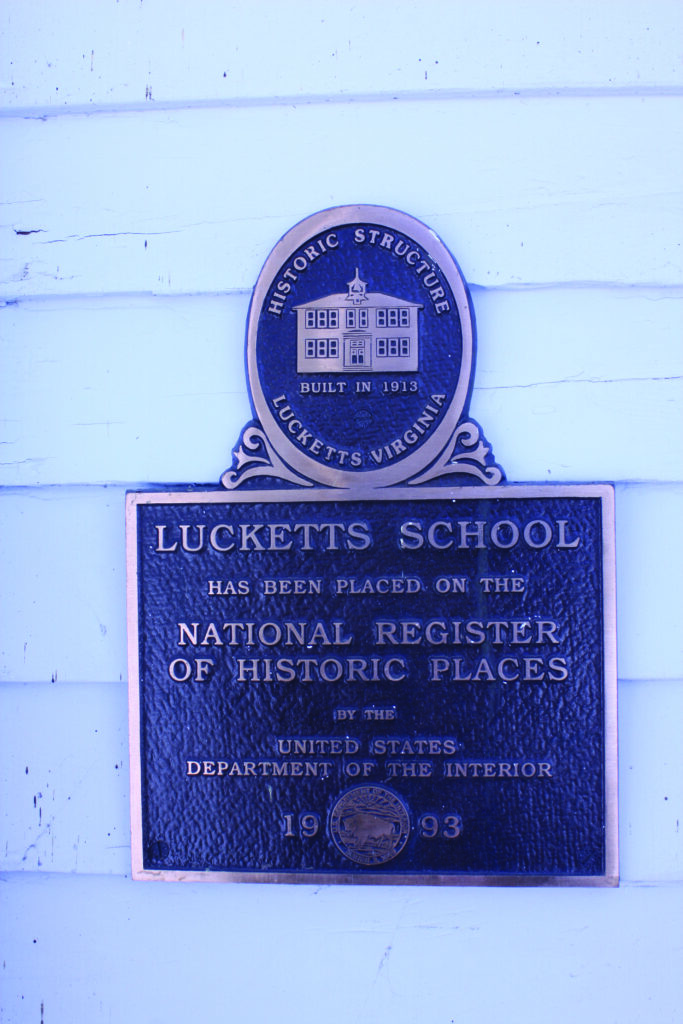 HISTORIC STRUCTURE
BUILT IN 1913
LUCKETTS VIRGINIA
LUCKETTS SCHOOL
HAS BEEN PLACED ON THE
NATIONAL REGISTER
OF HISTORIC PLACES
BY THE
UNITED STATES
DEPARTMENT OF THE INTERIOR
19 93